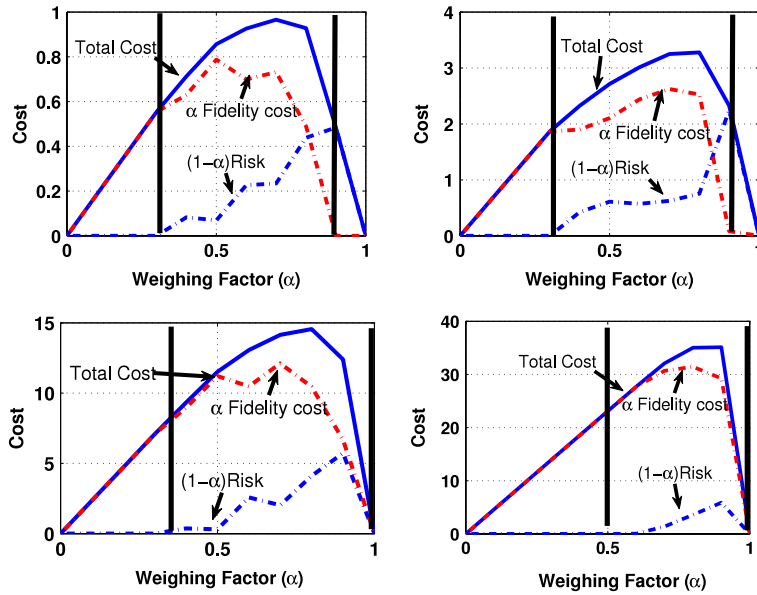 1
0.8
0.6
0.4
0.2
0
Cost
Total Cost
α Fidelity cost
(1−α)Risk
0
0.5
1
Weighing Factor (α)
6
4
2
0
Cost
Total Cost
α Fidelity cost
(1−α)Risk
0
0.5
1
Weighing Factor (α)
15
10
5
0
Cost
Total Cost
α Fidelity cost
(1−α)Risk
0
0.5
1
Weighing Factor (α)
40
30
20
10
0
Cost
Total Cost
α Fidelity cost
(1−α)Risk
0
0.5
1
Weighing Factor (α)